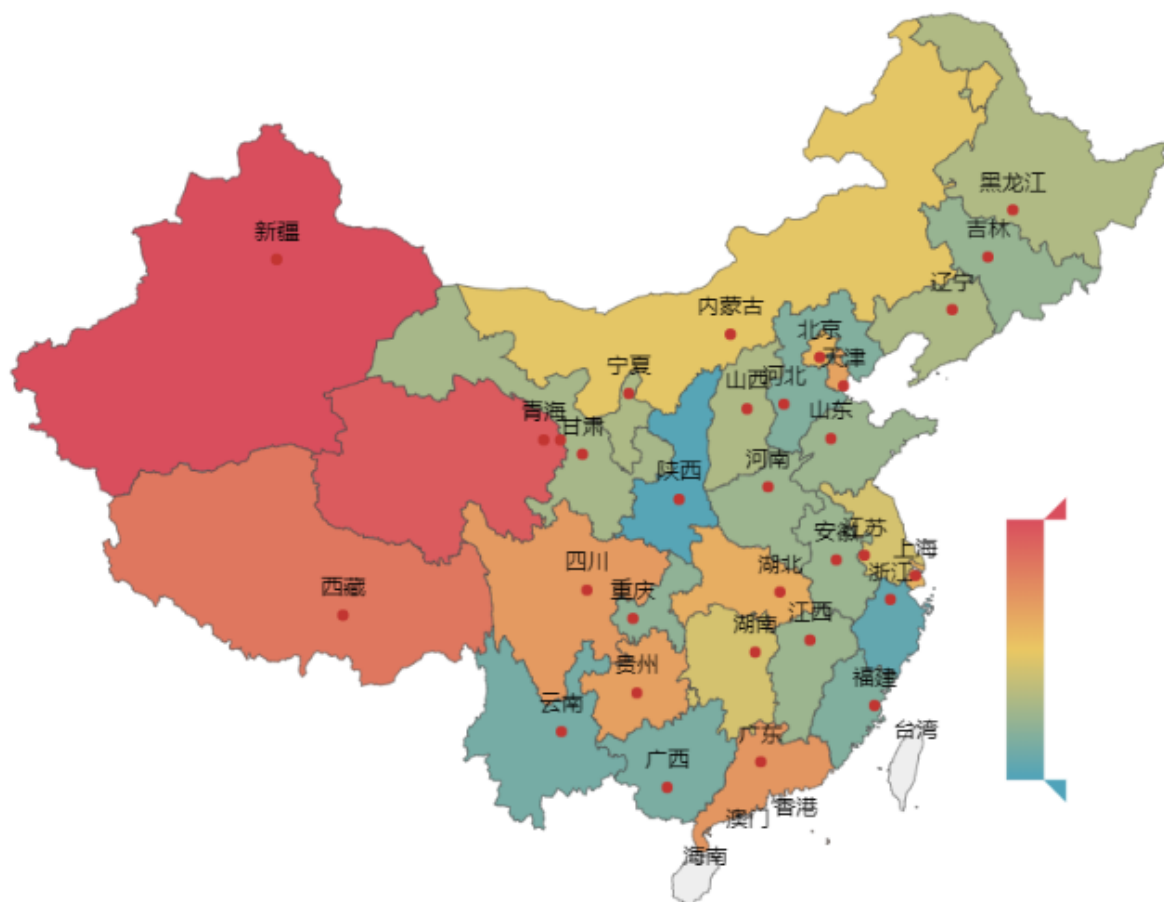 黑龙江
吉林
新疆
辽宁
内蒙古
北京
天津
宁夏
山西
河北
青海
甘肃
山东
陕西
河南
安徽
江苏
上海
四川
湖北
浙江
重庆
西藏
江西
湖南
贵州
福建
云南
广东
台湾
广西
香港
澳门
海南